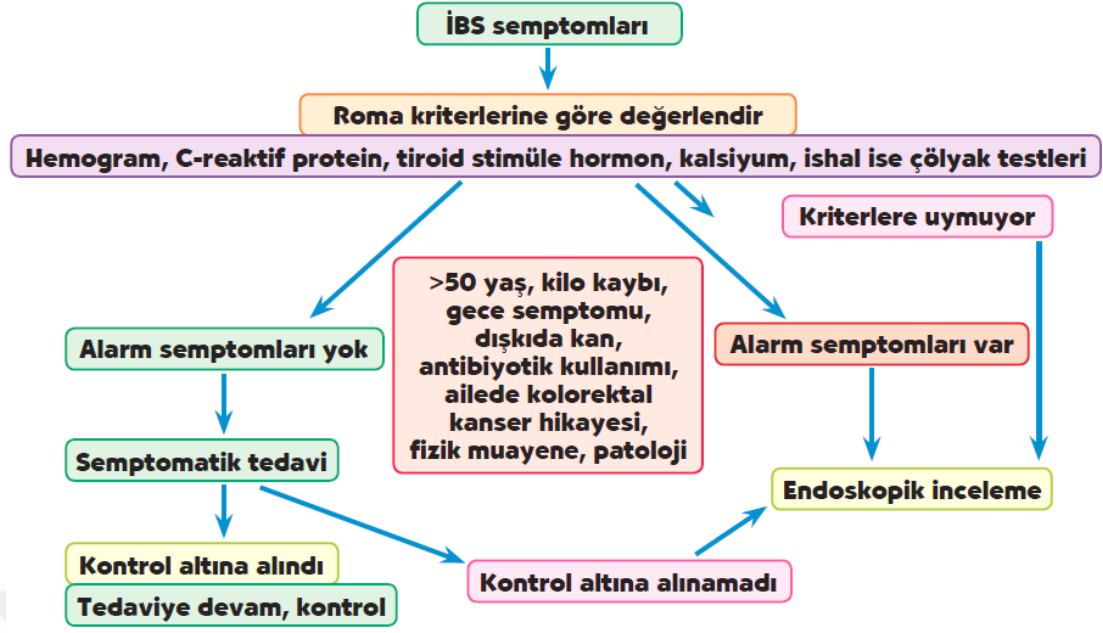 İBS semptomları
Roma kriterlerine göre değerlendir
Hemogram, C-reaktif protein, tiroid stimüle hormon, kalsiyum, ishal ise çölyak testleri
Kriterlere uymuyor
>50 yaş, kilo kaybı,
gece semptomu,
dışkıda kan,
antibiyotik kullanımı,
ailede kolorektal
kanser hikayesi,
fizik muayene, patoloji
Alarm semptomları yok
Alarm semptomları var
Semptomatik tedavi
Endoskopik inceleme
Kontrol altına alındı
Tedaviye devam, kontrol
Kontrol altına alınamadı